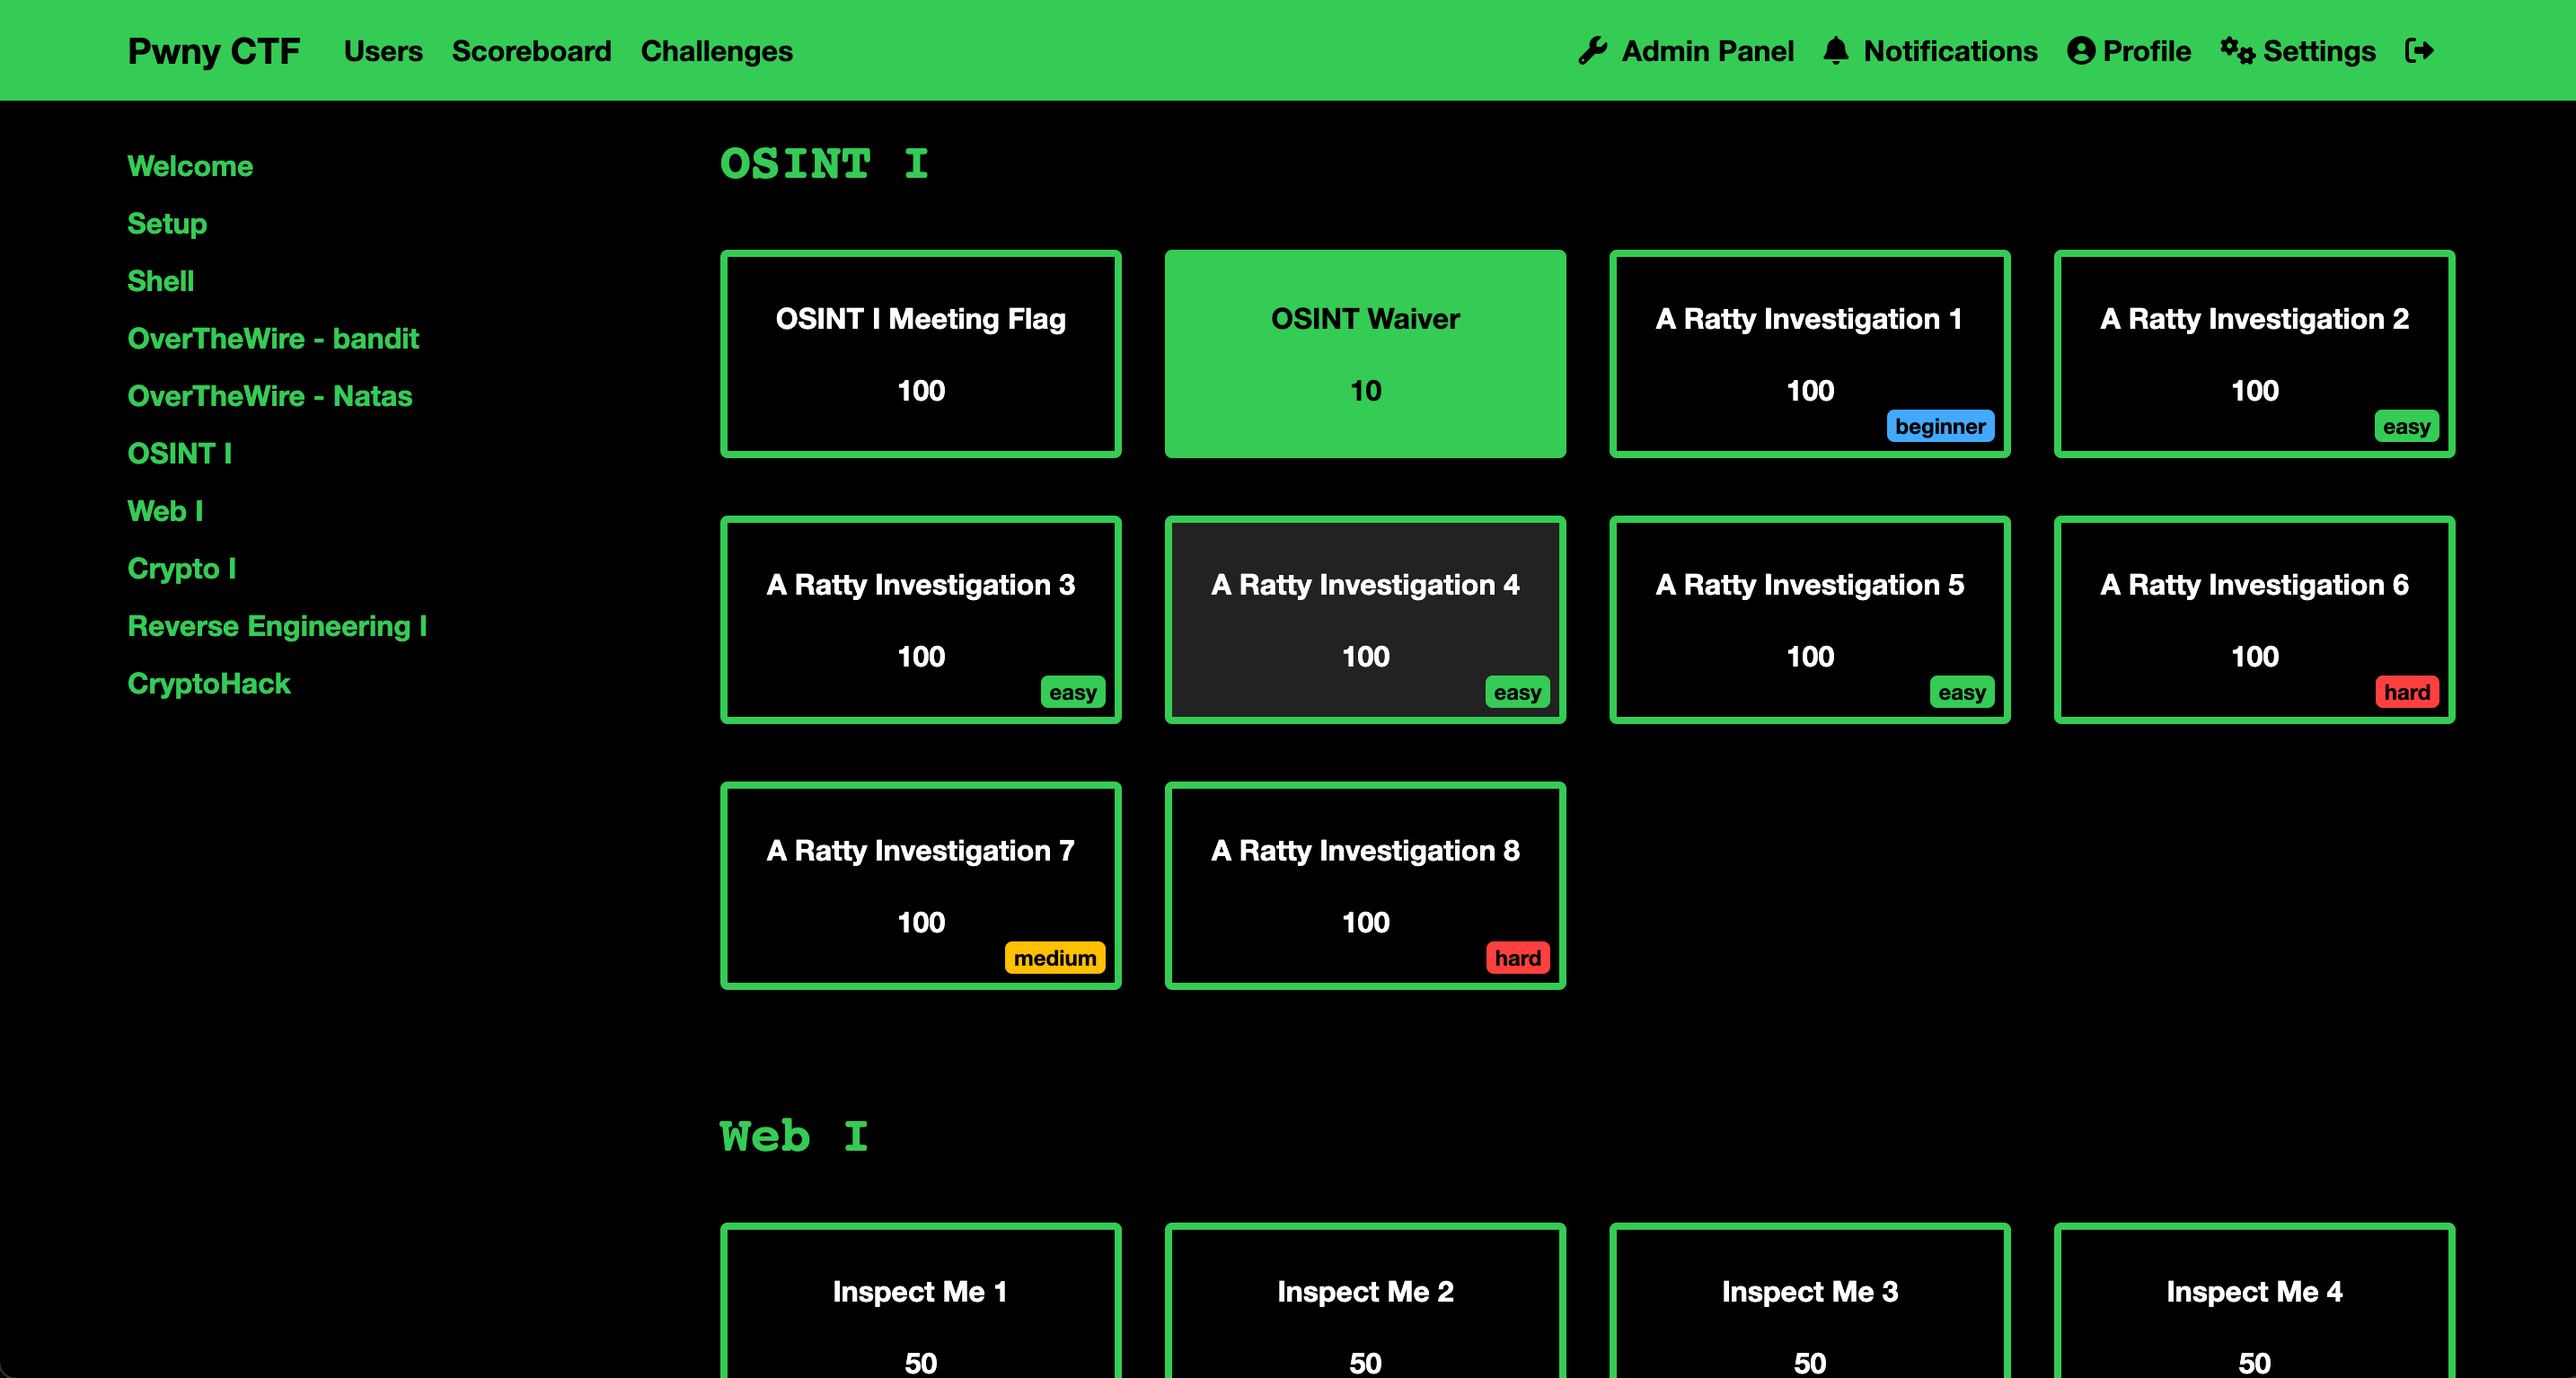 Pwny CTF Users Scoreboard Challenges Admin Panel Notifications Profile Settings
Welcome
Setup
Shell
OverTheWire - bandit
OverTheWire - Natas
OSINT I
Web I
Crypto I
Reverse Engineering I
CryptoHack
OSINT I
OSINT I Meeting Flag
100
OSINT Waiver
10
A Ratty Investigation 1
100
beginner
A Ratty Investigation 2
100
easy
A Ratty Investigation 3
100
easy
A Ratty Investigation 4
100
easy
A Ratty Investigation 5
100
easy
A Ratty Investigation 6
100
hard
A Ratty Investigation 7
100
medium
A Ratty Investigation 8
100
hard
Web I
Inspect Me 1
50
Inspect Me 2
50
Inspect Me 3
50
Inspect Me 4
50